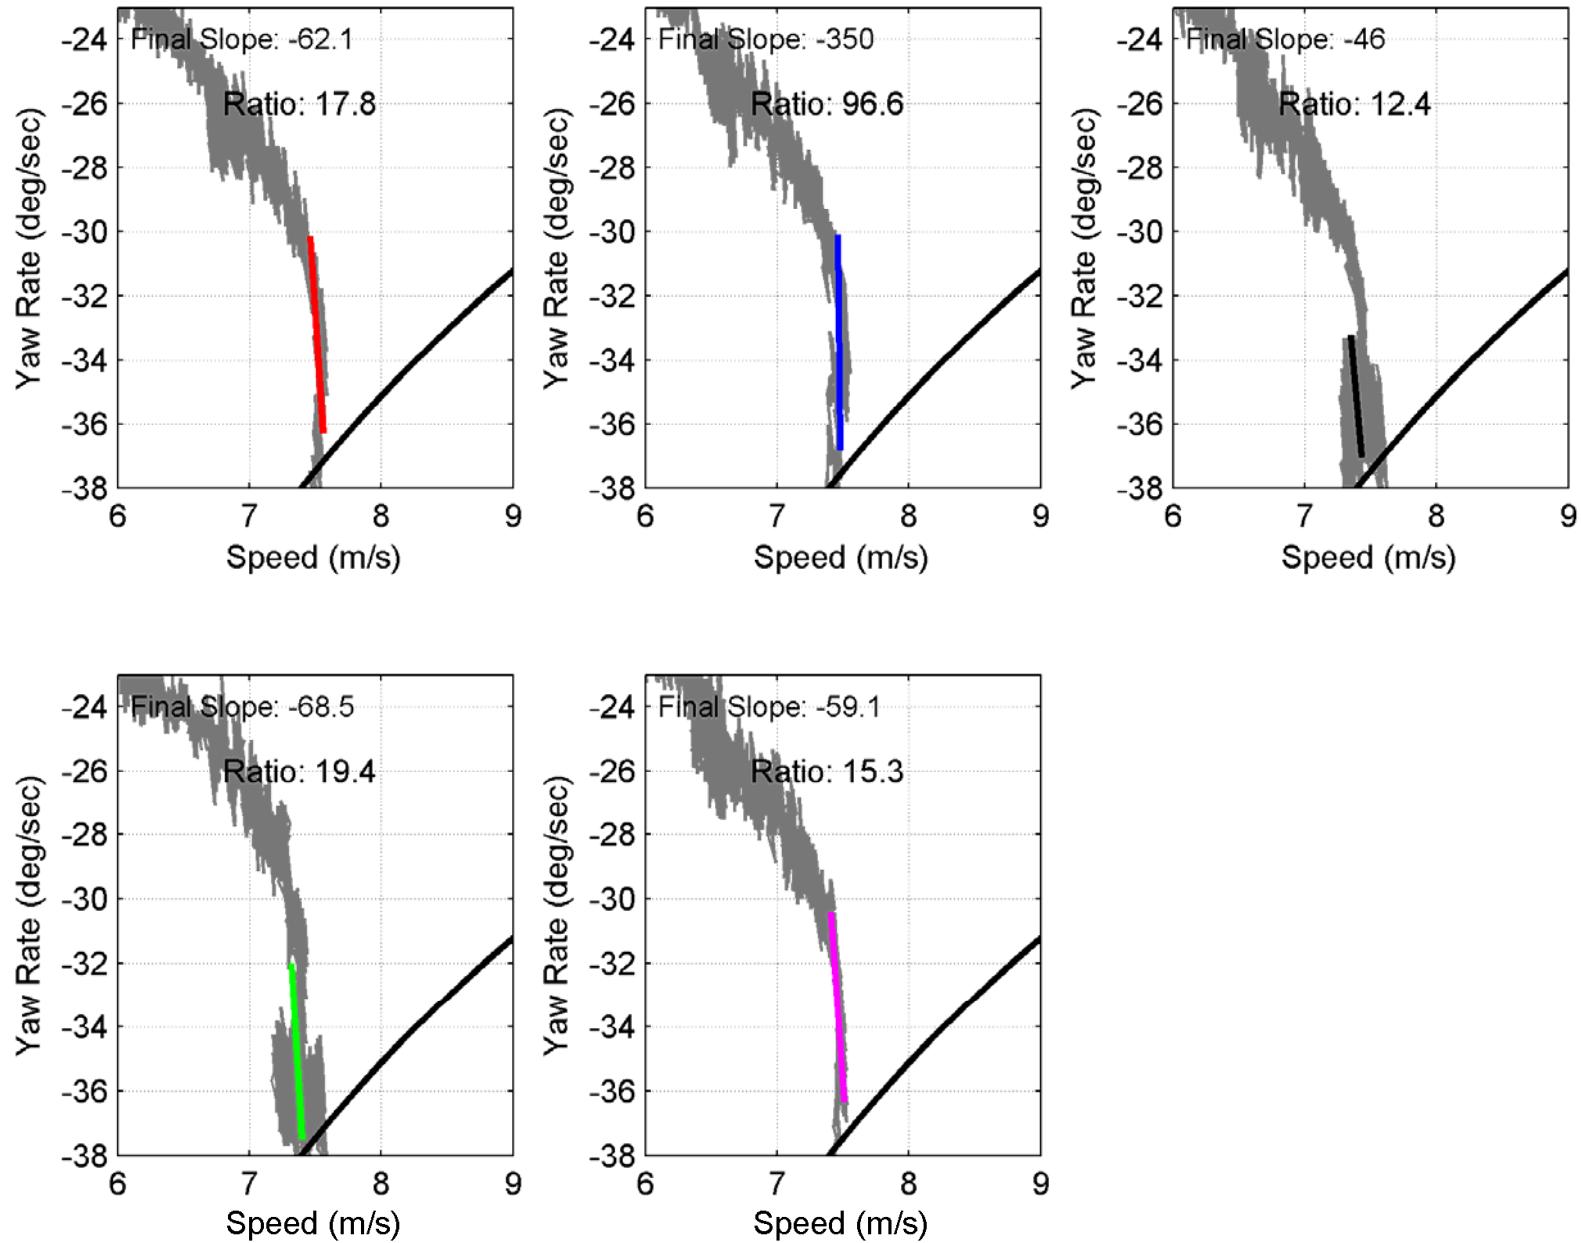 Final Slope: -62.1
Ratio: 17.8
-24
-26
-28
-30
-32
-34
-36
-38
6 7 8 9
Yaw Rate (deg/sec)
Speed (m/s)
Final Slope: -350
Ratio: 96.6
-24
-26
-28
-30
-32
-34
-36
-38
6 7 8 9
Yaw Rate (deg/sec)
Speed (m/s)
Final Slope: -46
Ratio: 12.4
-24
-26
-28
-30
-32
-34
-36
-38
6 7 8 9
Yaw Rate (deg/sec)
Speed (m/s)
Final Slope: -68.5
Ratio: 19.4
-24
-26
-28
-30
-32
-34
-36
-38
6 7 8 9
Yaw Rate (deg/sec)
Speed (m/s)
Final Slope: -59.1
Ratio: 15.3
-24
-26
-28
-30
-32
-34
-36
-38
6 7 8 9
Yaw Rate (deg/sec)
Speed (m/s)